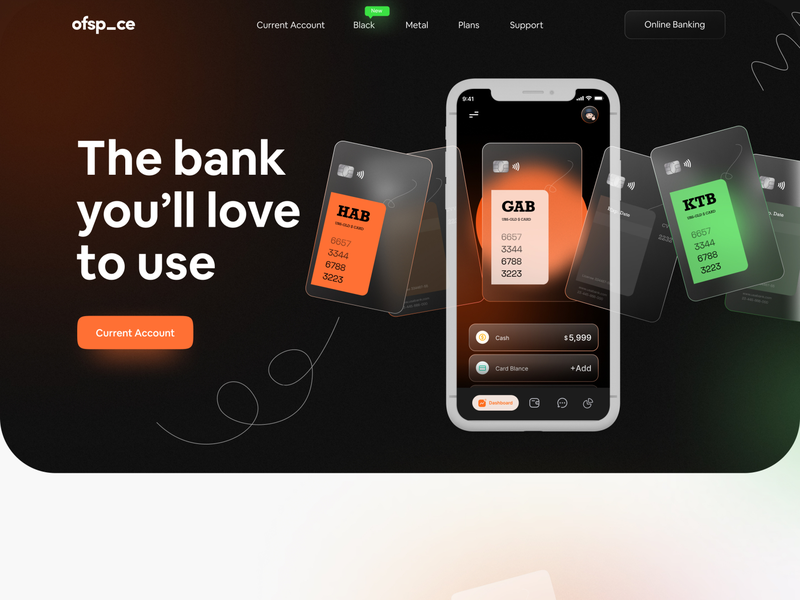 ofsp_ce
Current Account
Black
New
Metal
Plans
Support
Online Banking
The bank
you'll love
to use
Current Account
HAB
6657
3344
6788
3223
9:41
GAB
6657
3344
6788
3223
Cash
$5,999
Card Blance
+Add
Dashboard
Date
KTB
6657
3344
6788
3223
Date